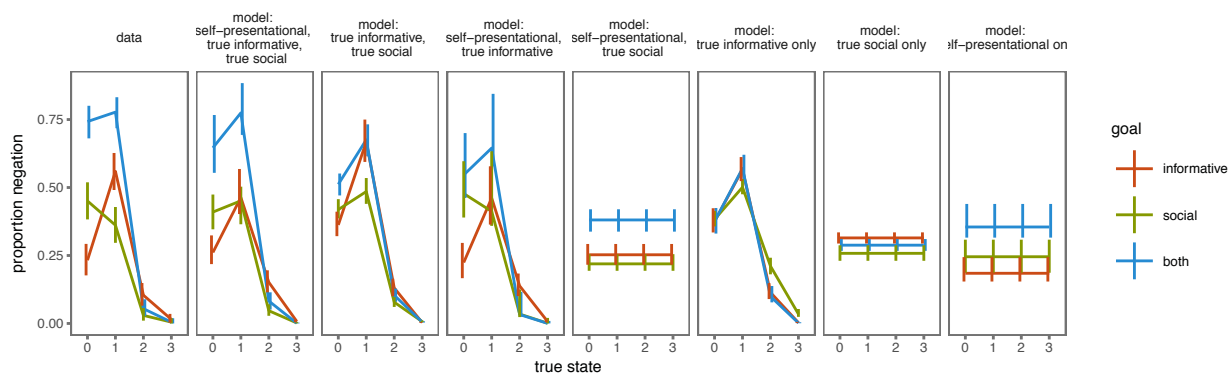 data
model:
self-presentational,
true informative,
true social
model:
true informative,
true social
model:
self-presentational,
true informative
model:
self-presentational,
true social
model:
true informative only
model:
true social only
model:
elf-presentational on
proportion negation
0.75
0.50
0.25
0.00
0 1 2 3
0 1 2 3
0 1 2 3
0 1 2 3
0 1 2 3
0 1 2 3
0 1 2 3
0 1 2 3
true state
goal
informative
social
both